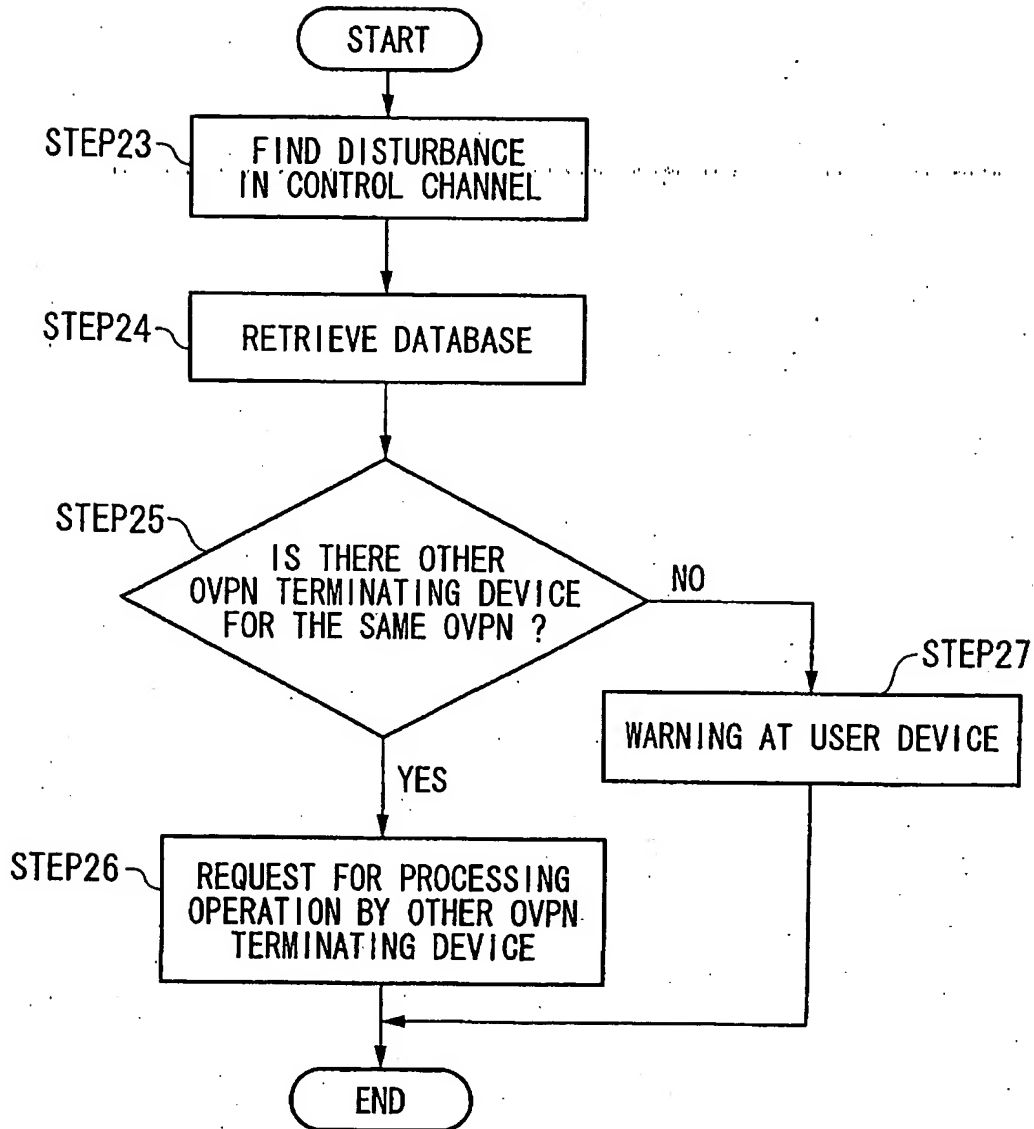 START
STEP23
FIND DISTURBANCE
IN CONTROL CHANNEL
STEP24
RETRIEVE DATABASE
STEP25
IS THERE OTHER
OVPN TERMINATING DEVICE
FOR THE SAME OVPN ?
NO
STEP27
WARNING AT USER DEVICE
YES
STEP26
REQUEST FOR PROCESSING
OPERATION BY OTHER OVPN
TERMINATING DEVICE
END